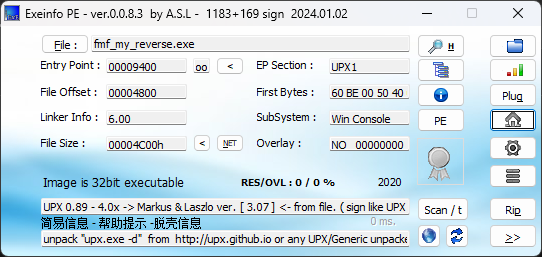 Exeinfo PE - ver.0.0.8.3 by A.S.L - 1183+169 sign 2024.01.02
File : fmf_my_reverse.exe H
Entry Point : 00009400 oo < EP Section : UPX1
File Offset : 00004800 First Bytes : 60 BE 00 50 40 Plug
Linker Info : 6.00 SubSystem : Win Console PE
File Size : 00004C00h < NET Overlay : NO 00000000
Image is 32bit executable RES/OVL : 0 / 0 % 2020
UPX 0.89 - 4.0x -> Markus & Laszlo ver. [ 3.07 ] <- from file. ( sign like UPX Scan / t Rip
简易信息 - 帮助提示 -脱壳信息 0 ms.
unpack "upx.exe -d" from http://upx.github.io or any UPX/Generic unpacke >>